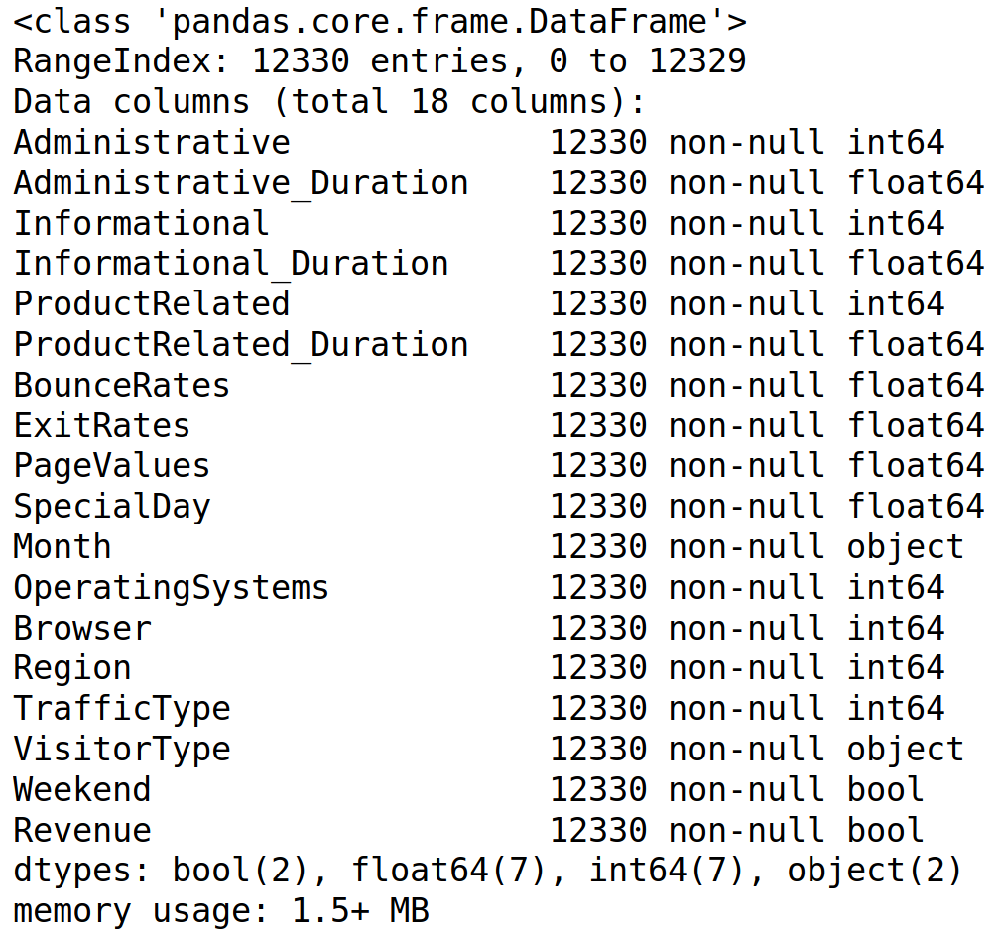 <class 'pandas.core.frame.DataFrame'>
RangeIndex: 12330 entries, 0 to 12329
Data columns (total 18 columns):
Administrative             12330 non-null int64
Administrative_Duration    12330 non-null float64
Informational              12330 non-null int64
Informational_Duration     12330 non-null float64
ProductRelated             12330 non-null int64
ProductRelated_Duration    12330 non-null float64
BounceRates                12330 non-null float64
ExitRates                  12330 non-null float64
PageValues                 12330 non-null float64
SpecialDay                 12330 non-null float64
Month                      12330 non-null object
OperatingSystems           12330 non-null int64
Browser                    12330 non-null int64
Region                     12330 non-null int64
TrafficType                12330 non-null int64
VisitorType                12330 non-null object
Weekend                    12330 non-null bool
Revenue                    12330 non-null bool
dtypes: bool(2), float64(7), int64(7), object(2)
memory usage: 1.5+ MB